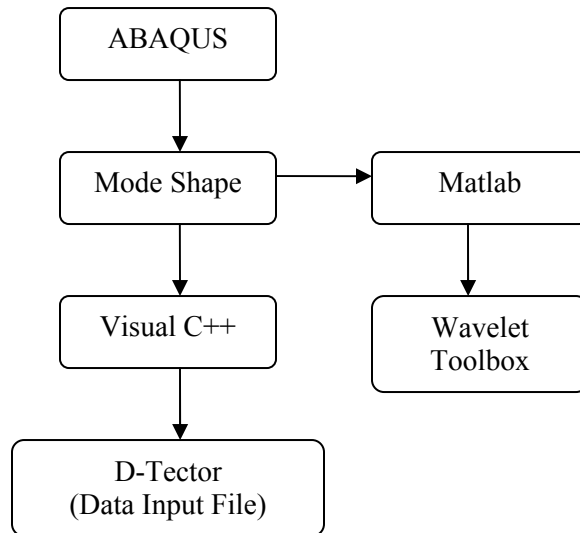 ABAQUS
Mode Shape
Matlab
Visual C++
Wavelet
Toolbox
D-Tector
(Data Input File)